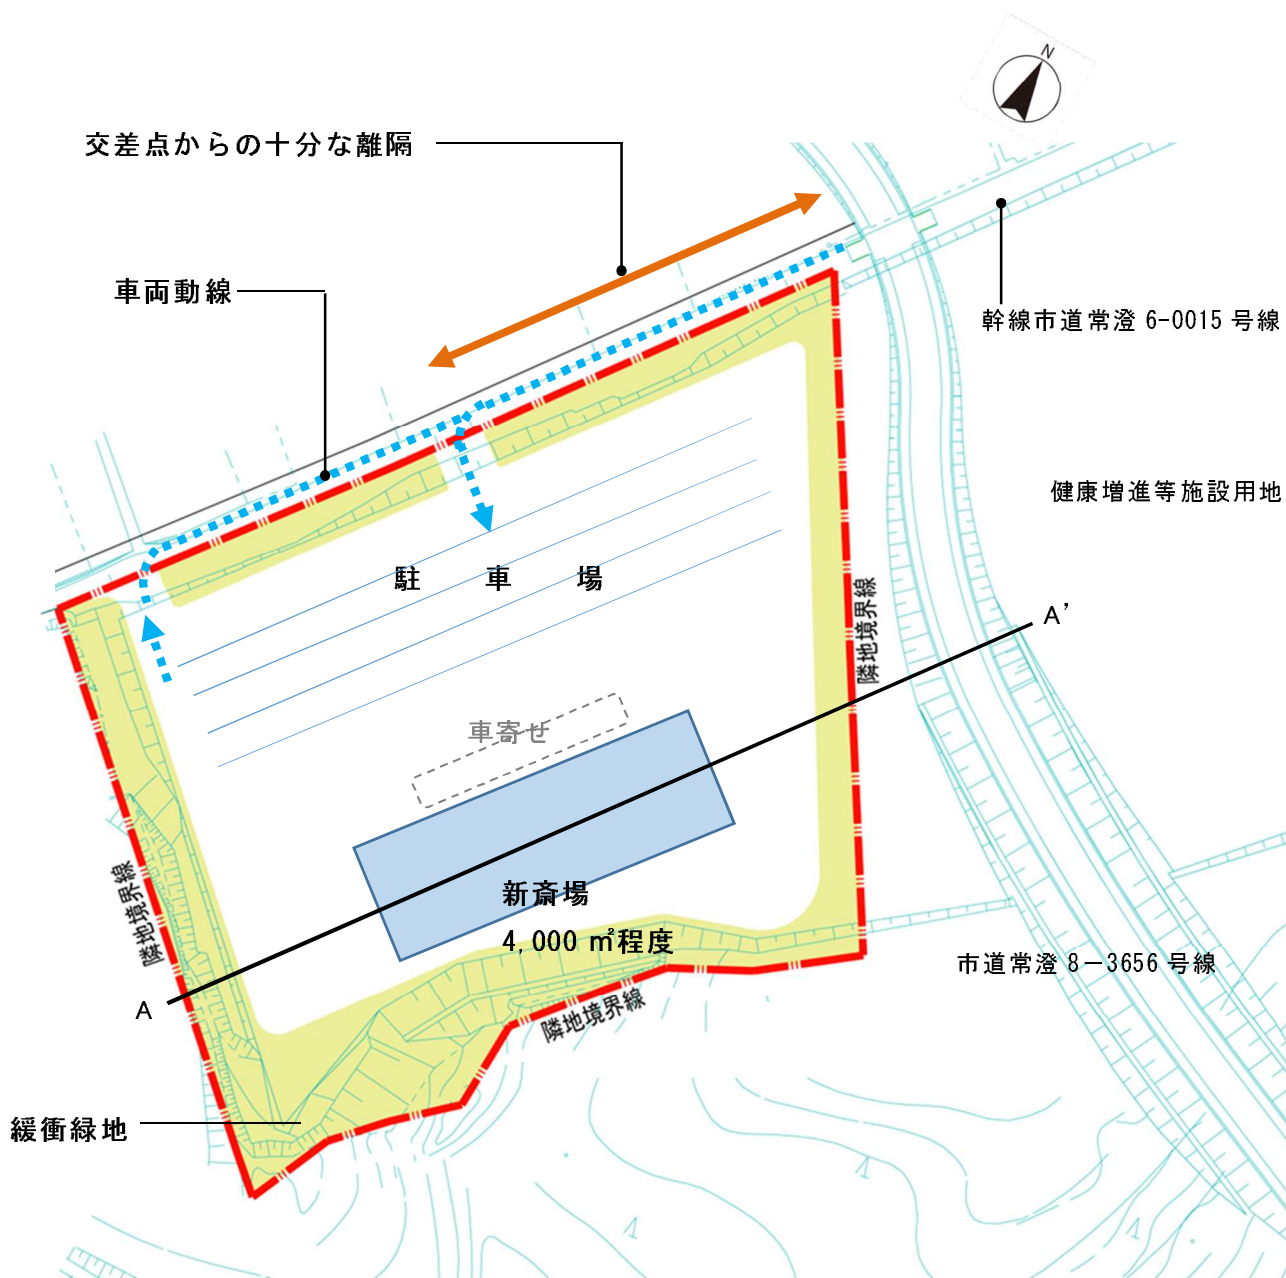 N
交差点からの十分な離隔
車両動線
幹線市道常澄 6-0015 号線
健康増進等施設用地
駐 車 場
隣地境界線
A’
車寄せ
新斎場
4,000 ㎡程度
隣地境界線
市道常澄 8－3656 号線
A
隣地境界線
緩衝緑地